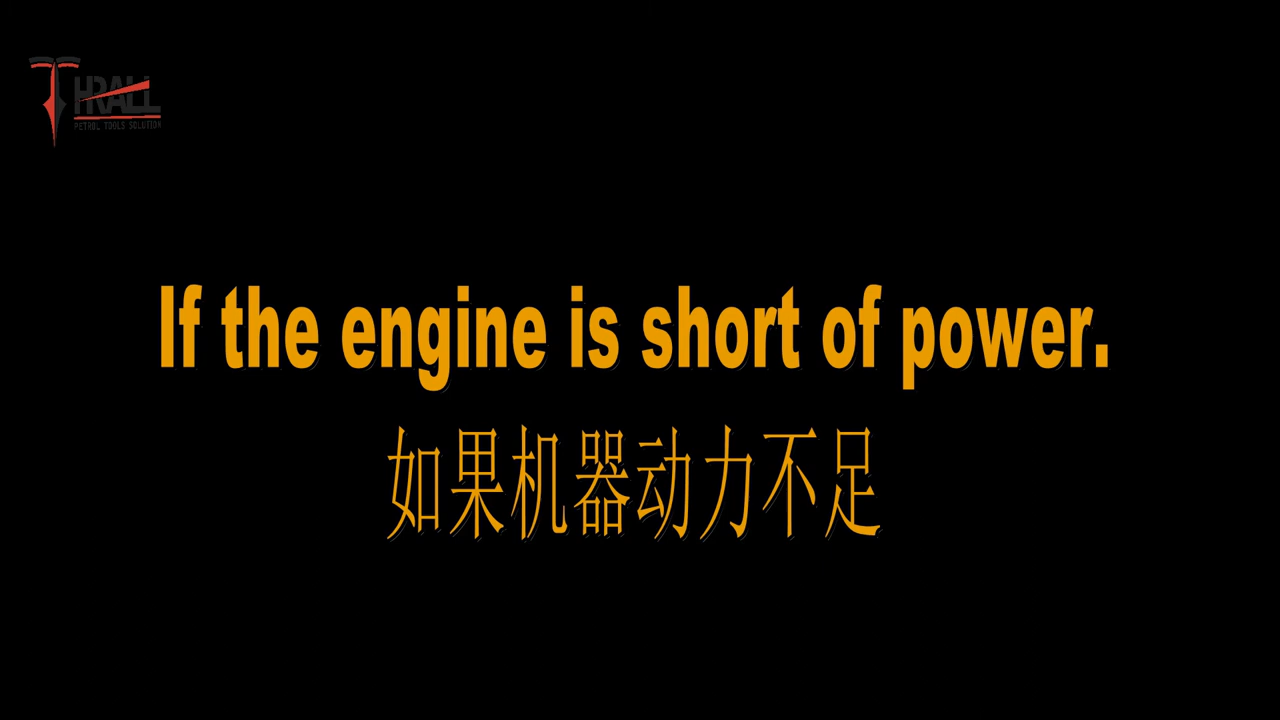 THRALL
PETROL TOOLS SOLUTION
If the engine is short of power.
如果机器动力不足